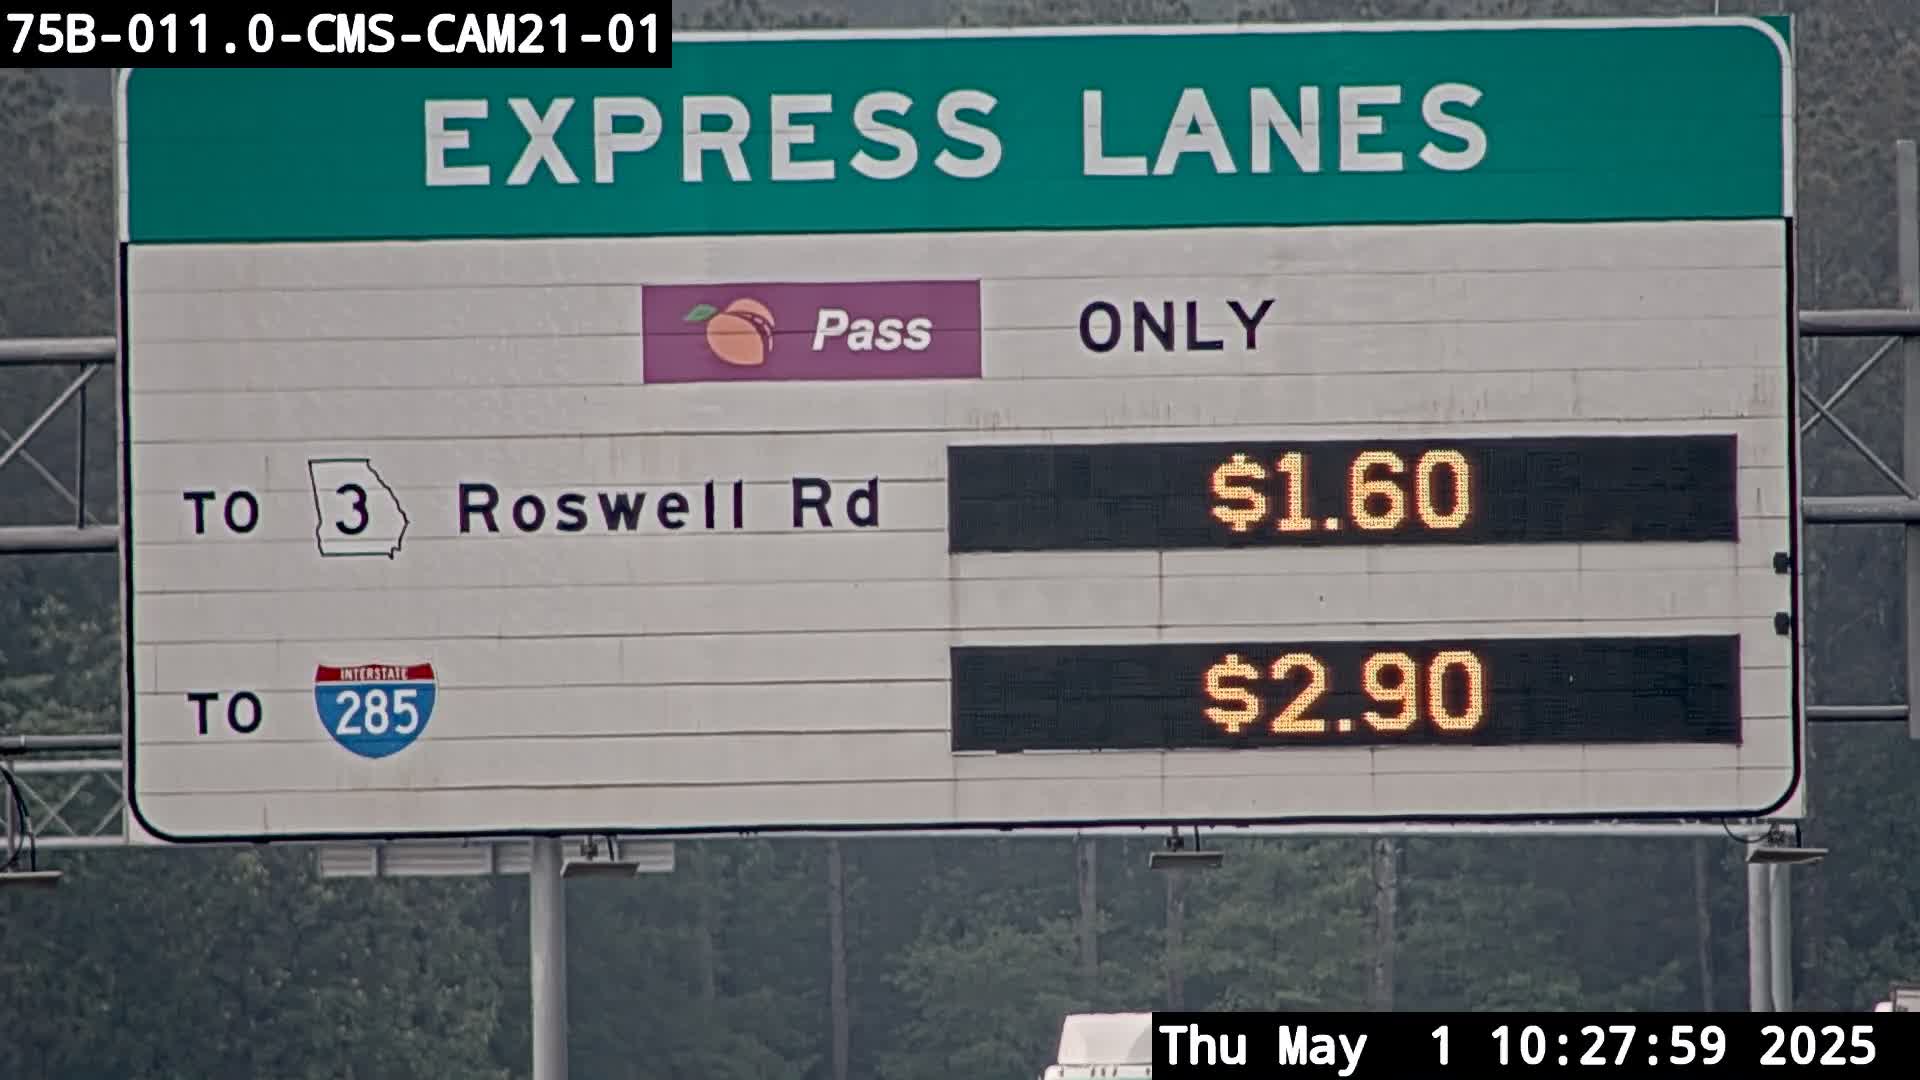 75B-011.0-CMS-CAM21-01
EXPRESS LANES
Pass ONLY
TO 3 Roswell Rd $1.60
INTERSTATE
TO 285 $2.90
Thu May 1 10:27:59 2025